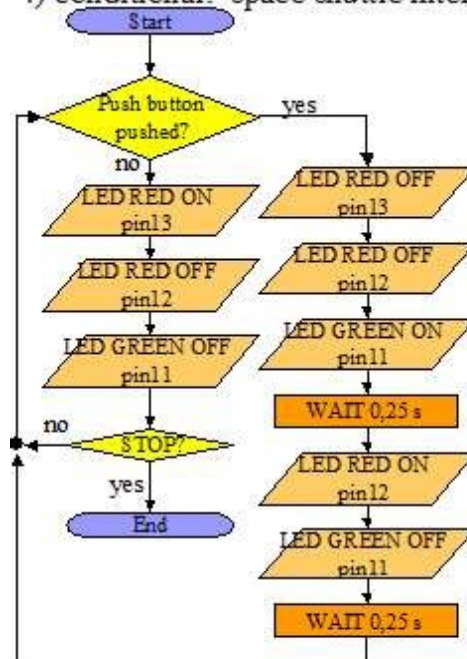 Start
Push button
pushed?
yes
no
LED RED ON
pin13
LED RED OFF
pin12
LED GREEN OFF
pin11
no
STOP?
yes
End
LED RED OFF
pin13
LED RED OFF
pin12
LED GREEN ON
pin11
WAIT 0,25 s
LED RED ON
pin12
LED GREEN OFF
pin11
WAIT 0,25 s